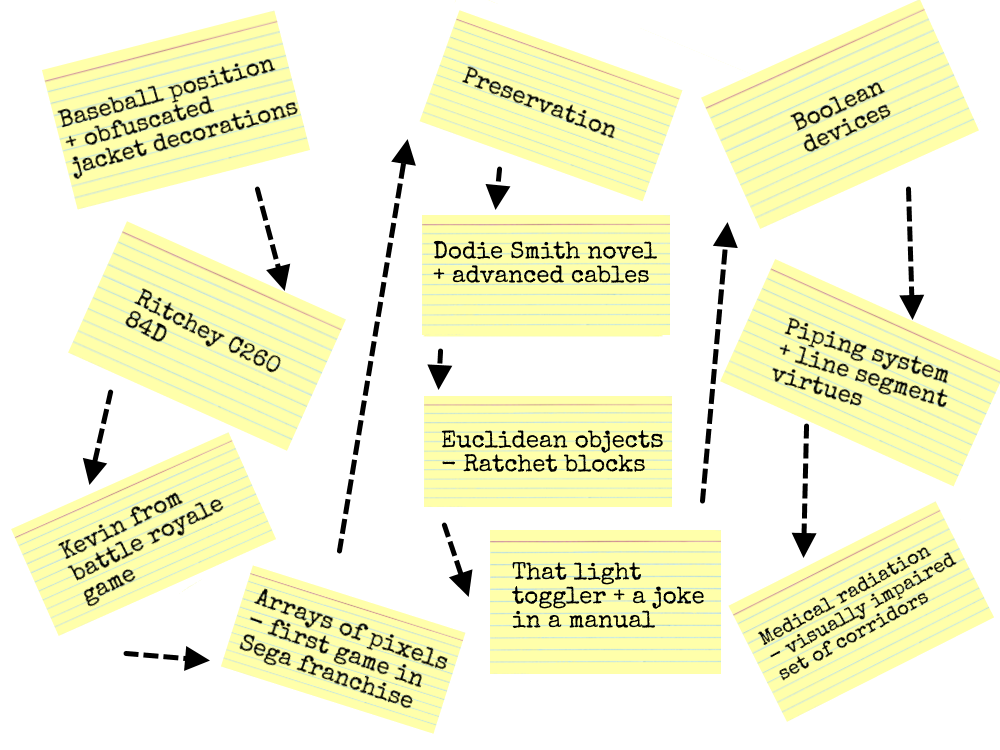 Baseball position
+ obfuscated
jacket decorations
Ritchey C260
84D
Kevin from
battle royale
game
Arrays of pixels
- first game in
Sega franchise
Preservation
Dodie Smith novel
+ advanced cables
Euclidean objects
- Ratchet blocks
That light
toggler + a joke
in a manual
Boolean
devices
Piping system
+ line segment
virtues
Medical radiation
- visually impaired
set of corridors